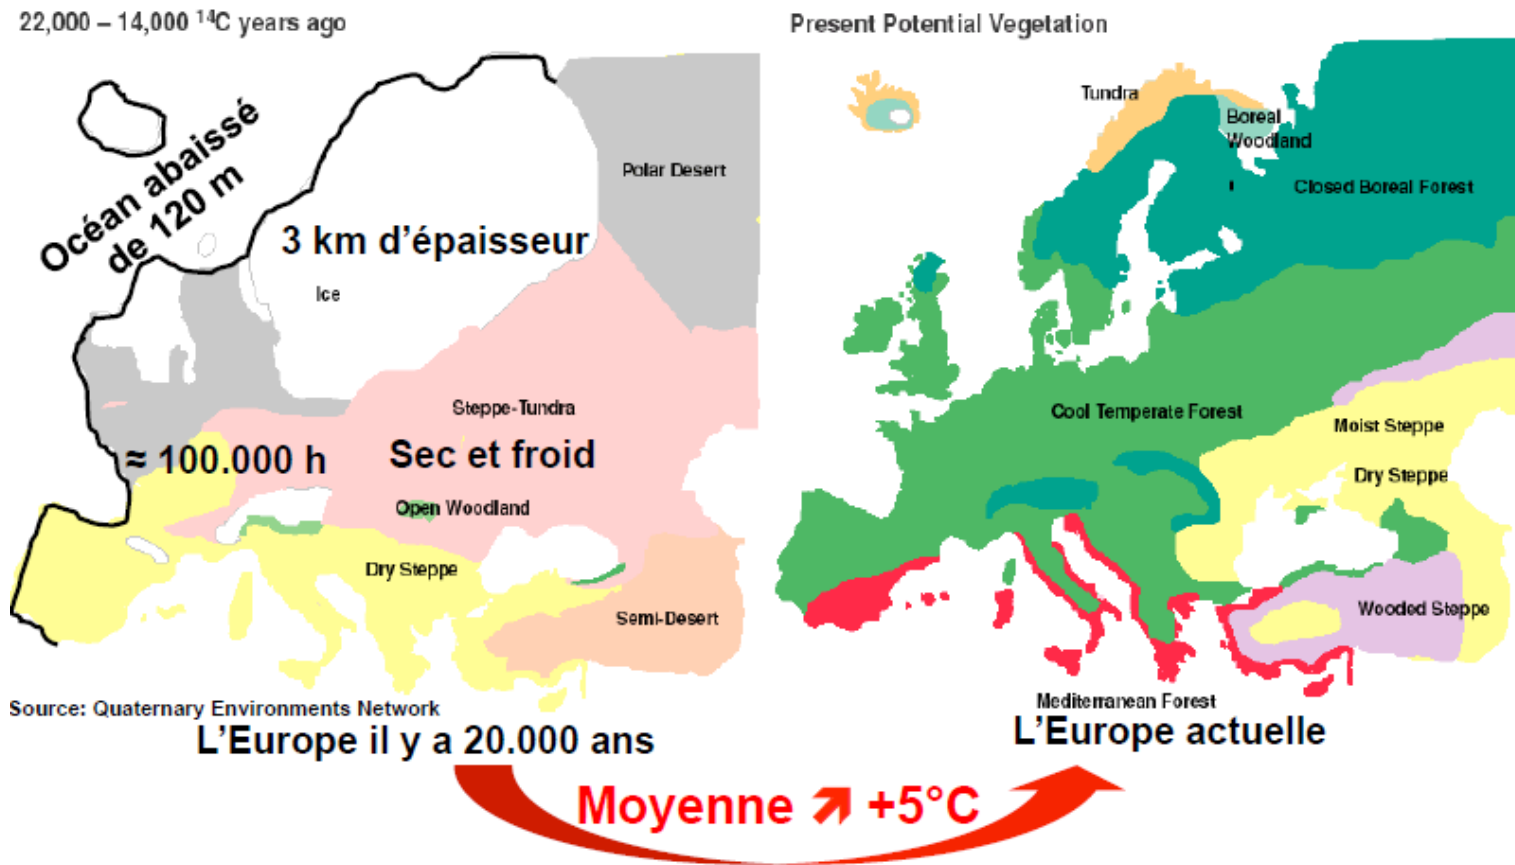 22,000 – 14,000 ¹⁴C years ago
Present Potential Vegetation
Océan abaissé
de 120 m
Polar Desert
3 km d’épaisseur
Ice
Steppe-Tundra
≈ 100.000 h
Sec et froid
Open Woodland
Dry Steppe
Semi-Desert
Source: Quaternary Environments Network
L’Europe il y a 20.000 ans
Tundra
Boreal
Woodland
Closed Boreal Forest
Cool Temperate Forest
Moist Steppe
Dry Steppe
Wooded Steppe
Mediterranean Forest
L’Europe actuelle
Moyenne ↗ +5°C